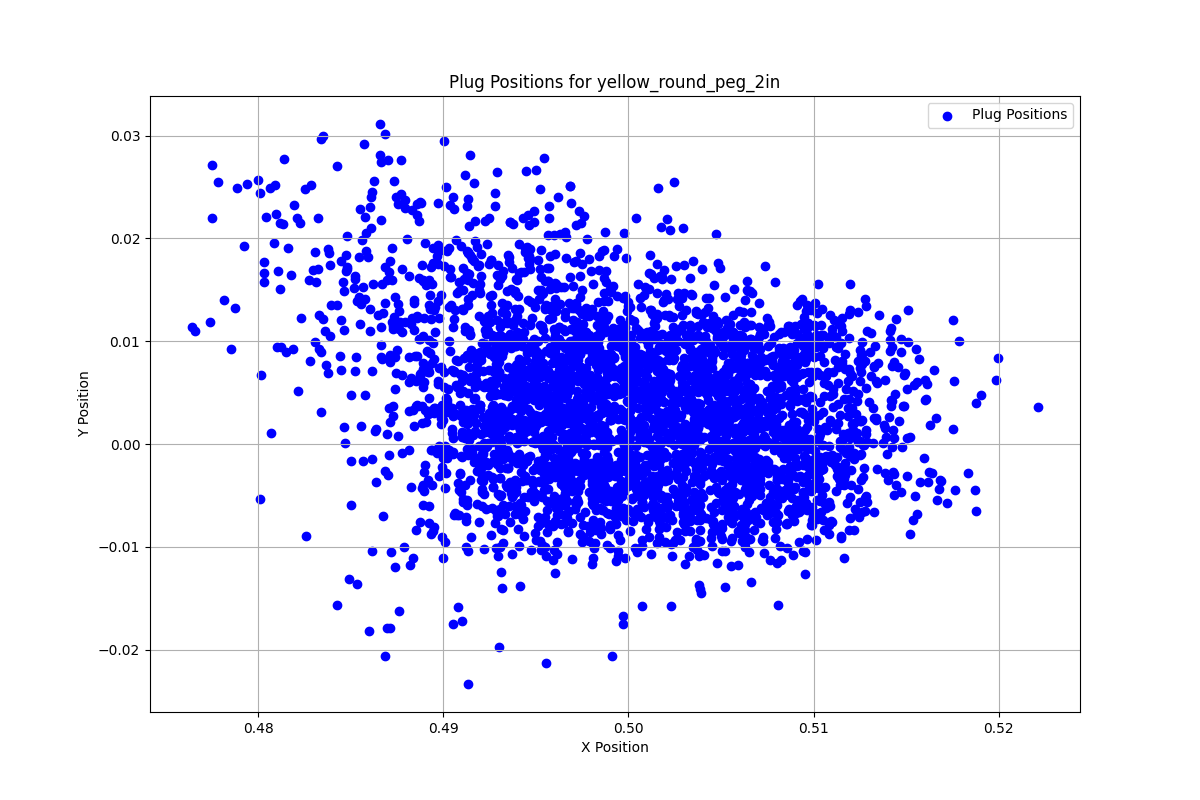 Plug Positions for yellow_round_peg_2in
Plug Positions
0.03
0.02
0.01
0.00
−0.01
−0.02
Y Position
0.48 0.49 0.50 0.51 0.52
X Position